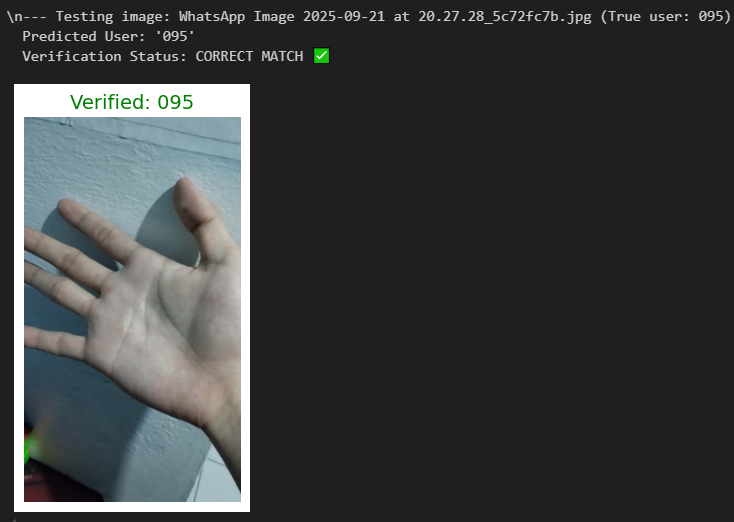 \n--- Testing image: WhatsApp Image 2025-09-21 at 20.27.28_5c72fc7b.jpg (True user: 095)
Predicted User: '095'
Verification Status: CORRECT MATCH ✅
Verified: 095